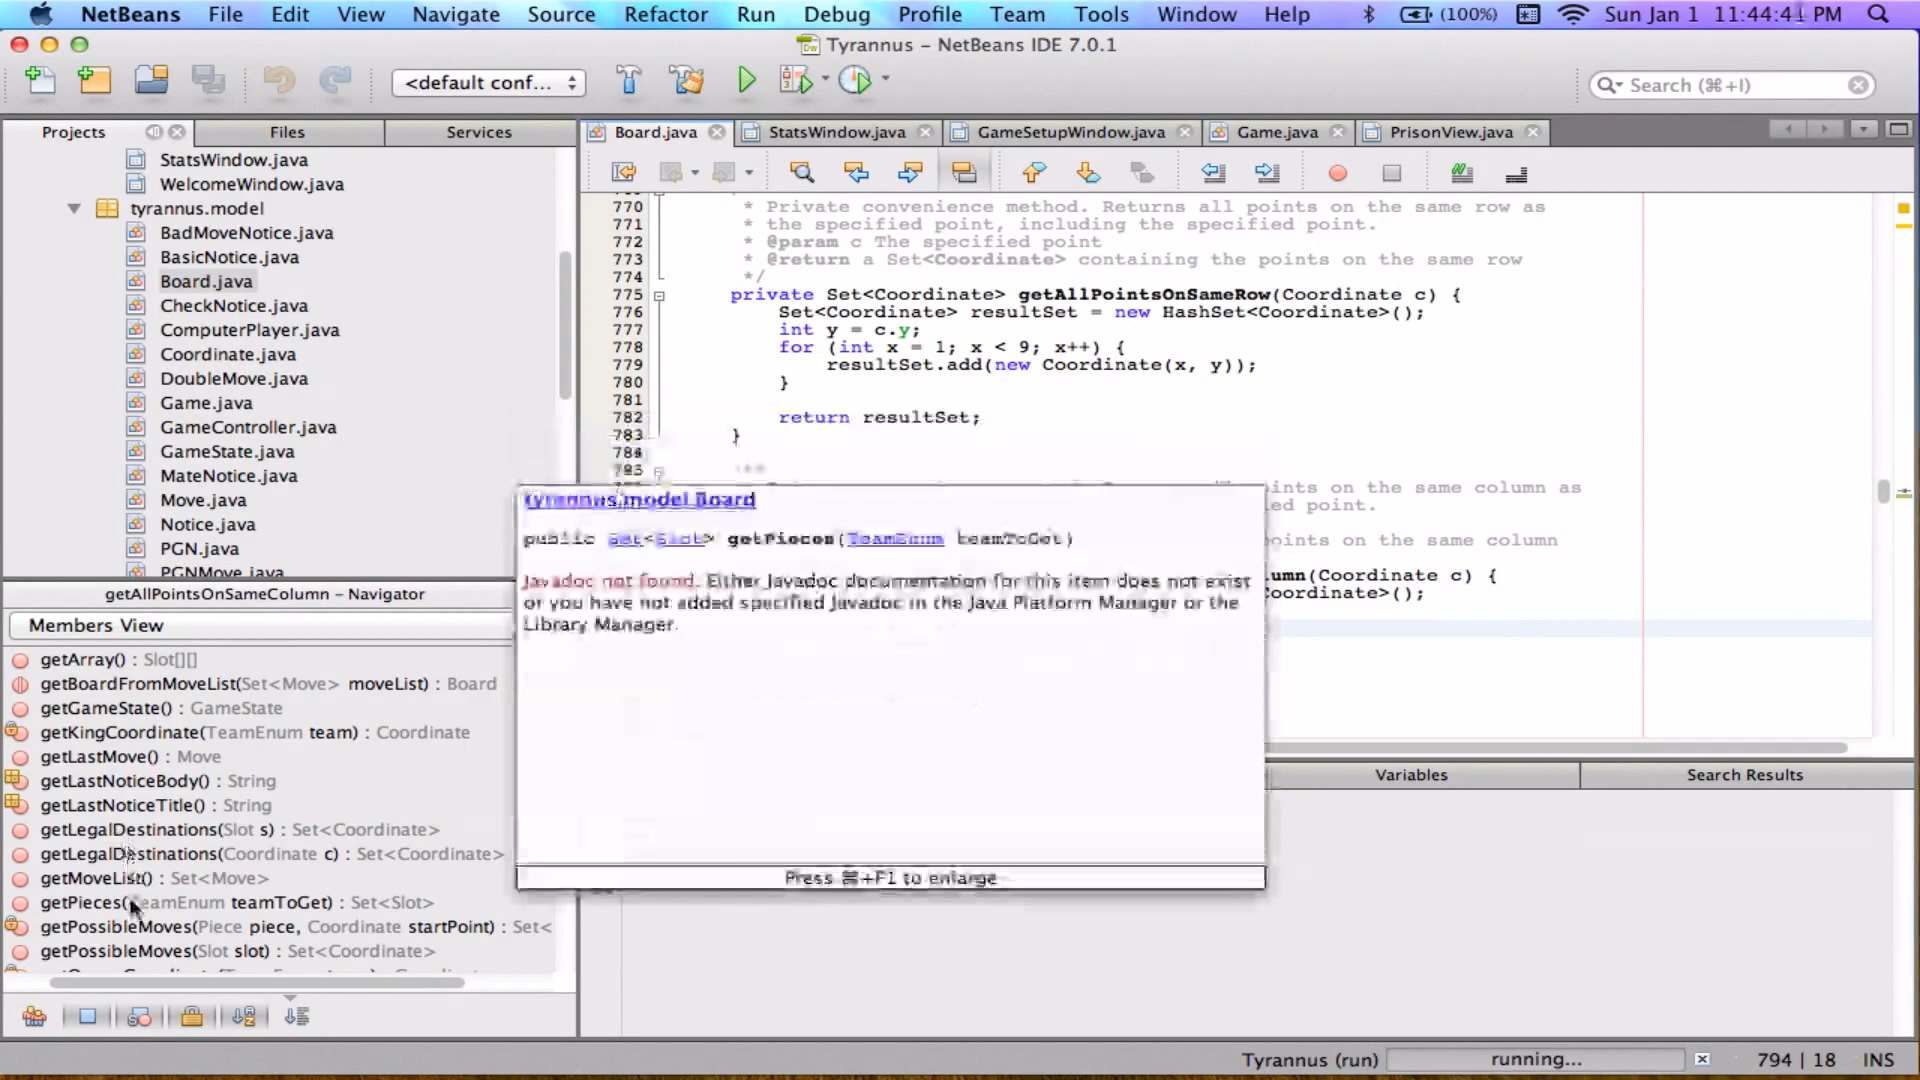 NetBeans File Edit View Navigate Source Refactor Run Debug Profile Team Tools Window Help (100%) Sun Jan 1 11:44:41 PM
Tyrannus – NetBeans IDE 7.0.1
<default conf...
Search (⌘+I)
Projects Files Services
Board.java StatsWindow.java GameSetupWindow.java Game.java PrisonView.java
StatsWindow.java
WelcomeWindow.java
tyrannus.model
BadMoveNotice.java
BasicNotice.java
Board.java
CheckNotice.java
ComputerPlayer.java
Coordinate.java
DoubleMove.java
Game.java
GameController.java
GameState.java
MateNotice.java
Move.java
Notice.java
PGN.java
PGNMove.java
770 * Private convenience method. Returns all points on the same row as
771 * the specified point, including the specified point.
772 * @param c The specified point
773 * @return a Set<Coordinate> containing the points on the same row
774 */
775 private Set<Coordinate> getAllPointsOnSameRow(Coordinate c) {
776 Set<Coordinate> resultSet = new HashSet<Coordinate>();
777 int y = c.y;
778 for (int x = 1; x < 9; x++) {
779 resultSet.add(new Coordinate(x, y));
780 }
781
782 return resultSet;
783 }
784
785
ints on the same column as
ed point.
oints on the same column
umn(Coordinate c) {
Coordinate>();
tyrannus.model.Board
public Set<Slot> getPieces(TeamEnum teamToGet)
Javadoc not found. Either Javadoc documentation for this item does not exist
or you have not added specified Javadoc in the Java Platform Manager or the
Library Manager.
Press ⌘+F1 to enlarge
getAllPointsOnSameColumn – Navigator
Members View
getArray() : Slot[][]
getBoardFromMoveList(Set<Move> moveList) : Board
getGameState() : GameState
getKingCoordinate(TeamEnum team) : Coordinate
getLastMove() : Move
getLastNoticeBody() : String
getLastNoticeTitle() : String
getLegalDestinations(Slot s) : Set<Coordinate>
getLegalDestinations(Coordinate c) : Set<Coordinate>
getMoveList() : Set<Move>
getPieces(TeamEnum teamToGet) : Set<Slot>
getPossibleMoves(Piece piece, Coordinate startPoint) : Set<
getPossibleMoves(Slot slot) : Set<Coordinate>
Variables Search Results
Tyrannus (run) running... 794 | 18 INS